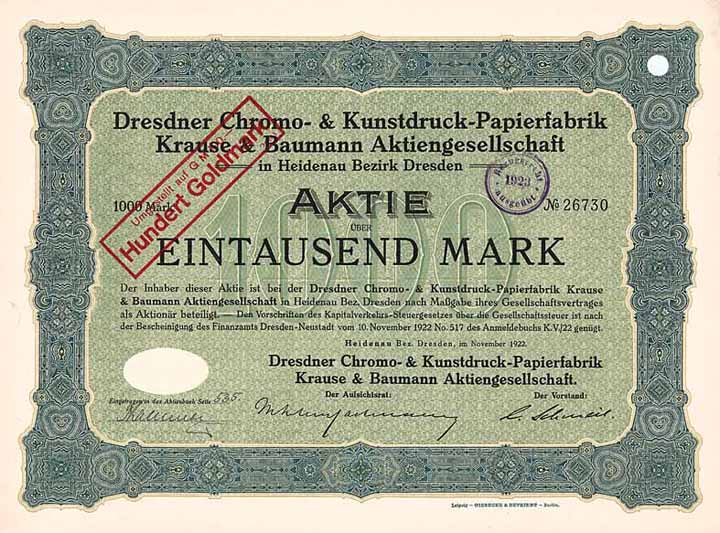 Dresdner Chromo- & Kunstdruck-Papierfabrik
Krause & Baumann Aktiengesellschaft
in Heidenau Bezirk Dresden
Umgestellt auf G Mark
Hundert Goldmark
Bezugsrecht
1923
ausgeübt
1000 Mark
AKTIE
№ 26730
ÜBER
1000
EINTAUSEND MARK
Der Inhaber dieser Aktie ist bei der Dresdner Chromo- & Kunstdruck-Papierfabrik Krause
& Baumann Aktiengesellschaft in Heidenau Bez. Dresden nach Maßgabe ihres Gesellschaftsvertrages
als Aktionär beteiligt. — Den Vorschriften des Kapitalverkehrs-Steuergesetzes über die Gesellschaftssteuer ist nach
der Bescheinigung des Finanzamts Dresden-Neustadt vom 10. November 1922 No. 517 des Anmeldebuchs K.V./22 genügt.
Heidenau Bez. Dresden, im November 1922.
Dresdner Chromo- & Kunstdruck-Papierfabrik
Krause & Baumann Aktiengesellschaft.
Eingetragen in das Aktienbuch Seite 535.
Der Aufsichtsrat:
Der Vorstand:
Leipzig — GIESECKE & DEVRIENT — Berlin.